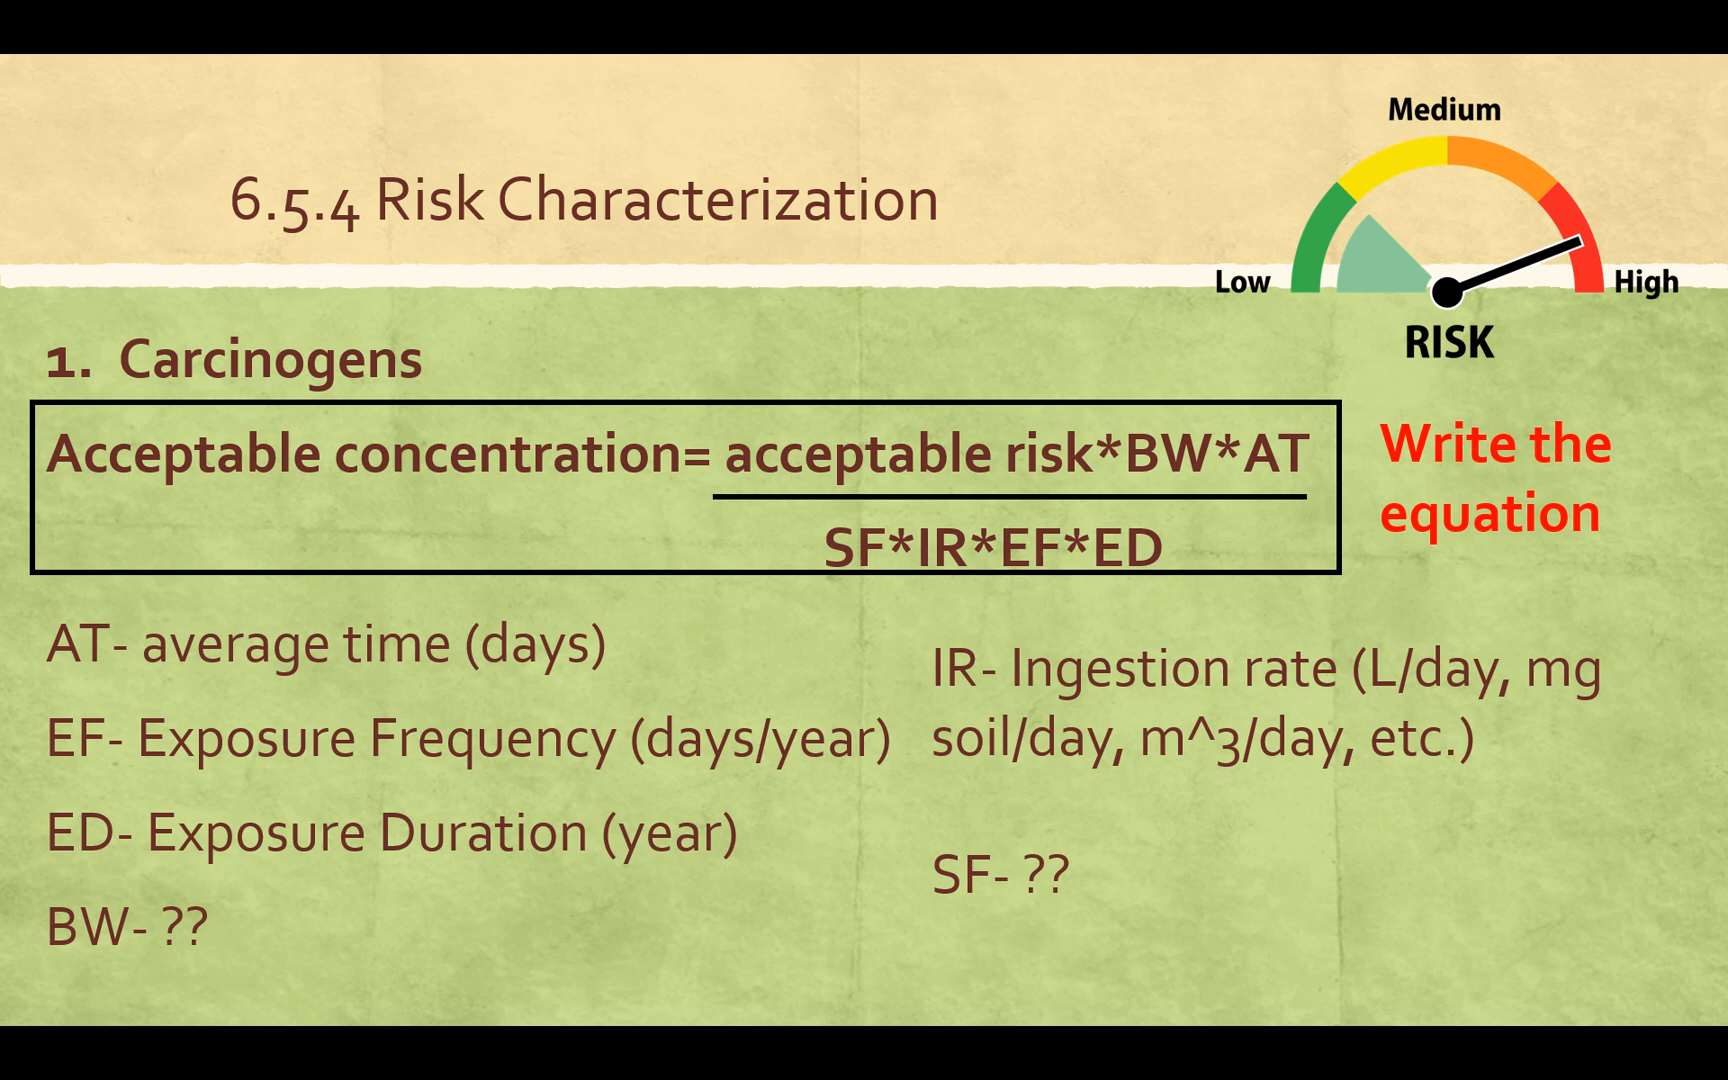 6.5.4 Risk Characterization
Medium
Low
High
RISK
1. Carcinogens
Acceptable concentration= acceptable risk*BW*AT
SF*IR*EF*ED
Write the
equation
AT- average time (days)
EF- Exposure Frequency (days/year)
ED- Exposure Duration (year)
BW- ??
IR- Ingestion rate (L/day, mg
soil/day, m^3/day, etc.)
SF- ??